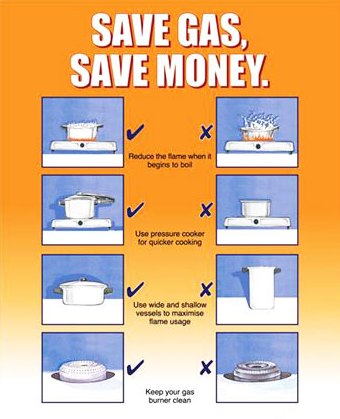 SAVE GAS,
SAVE MONEY.
Reduce the flame when it
begins to boil
Use pressure cooker
for quicker cooking
Use wide and shallow
vessels to maximise
flame usage
Keep your gas
burner clean